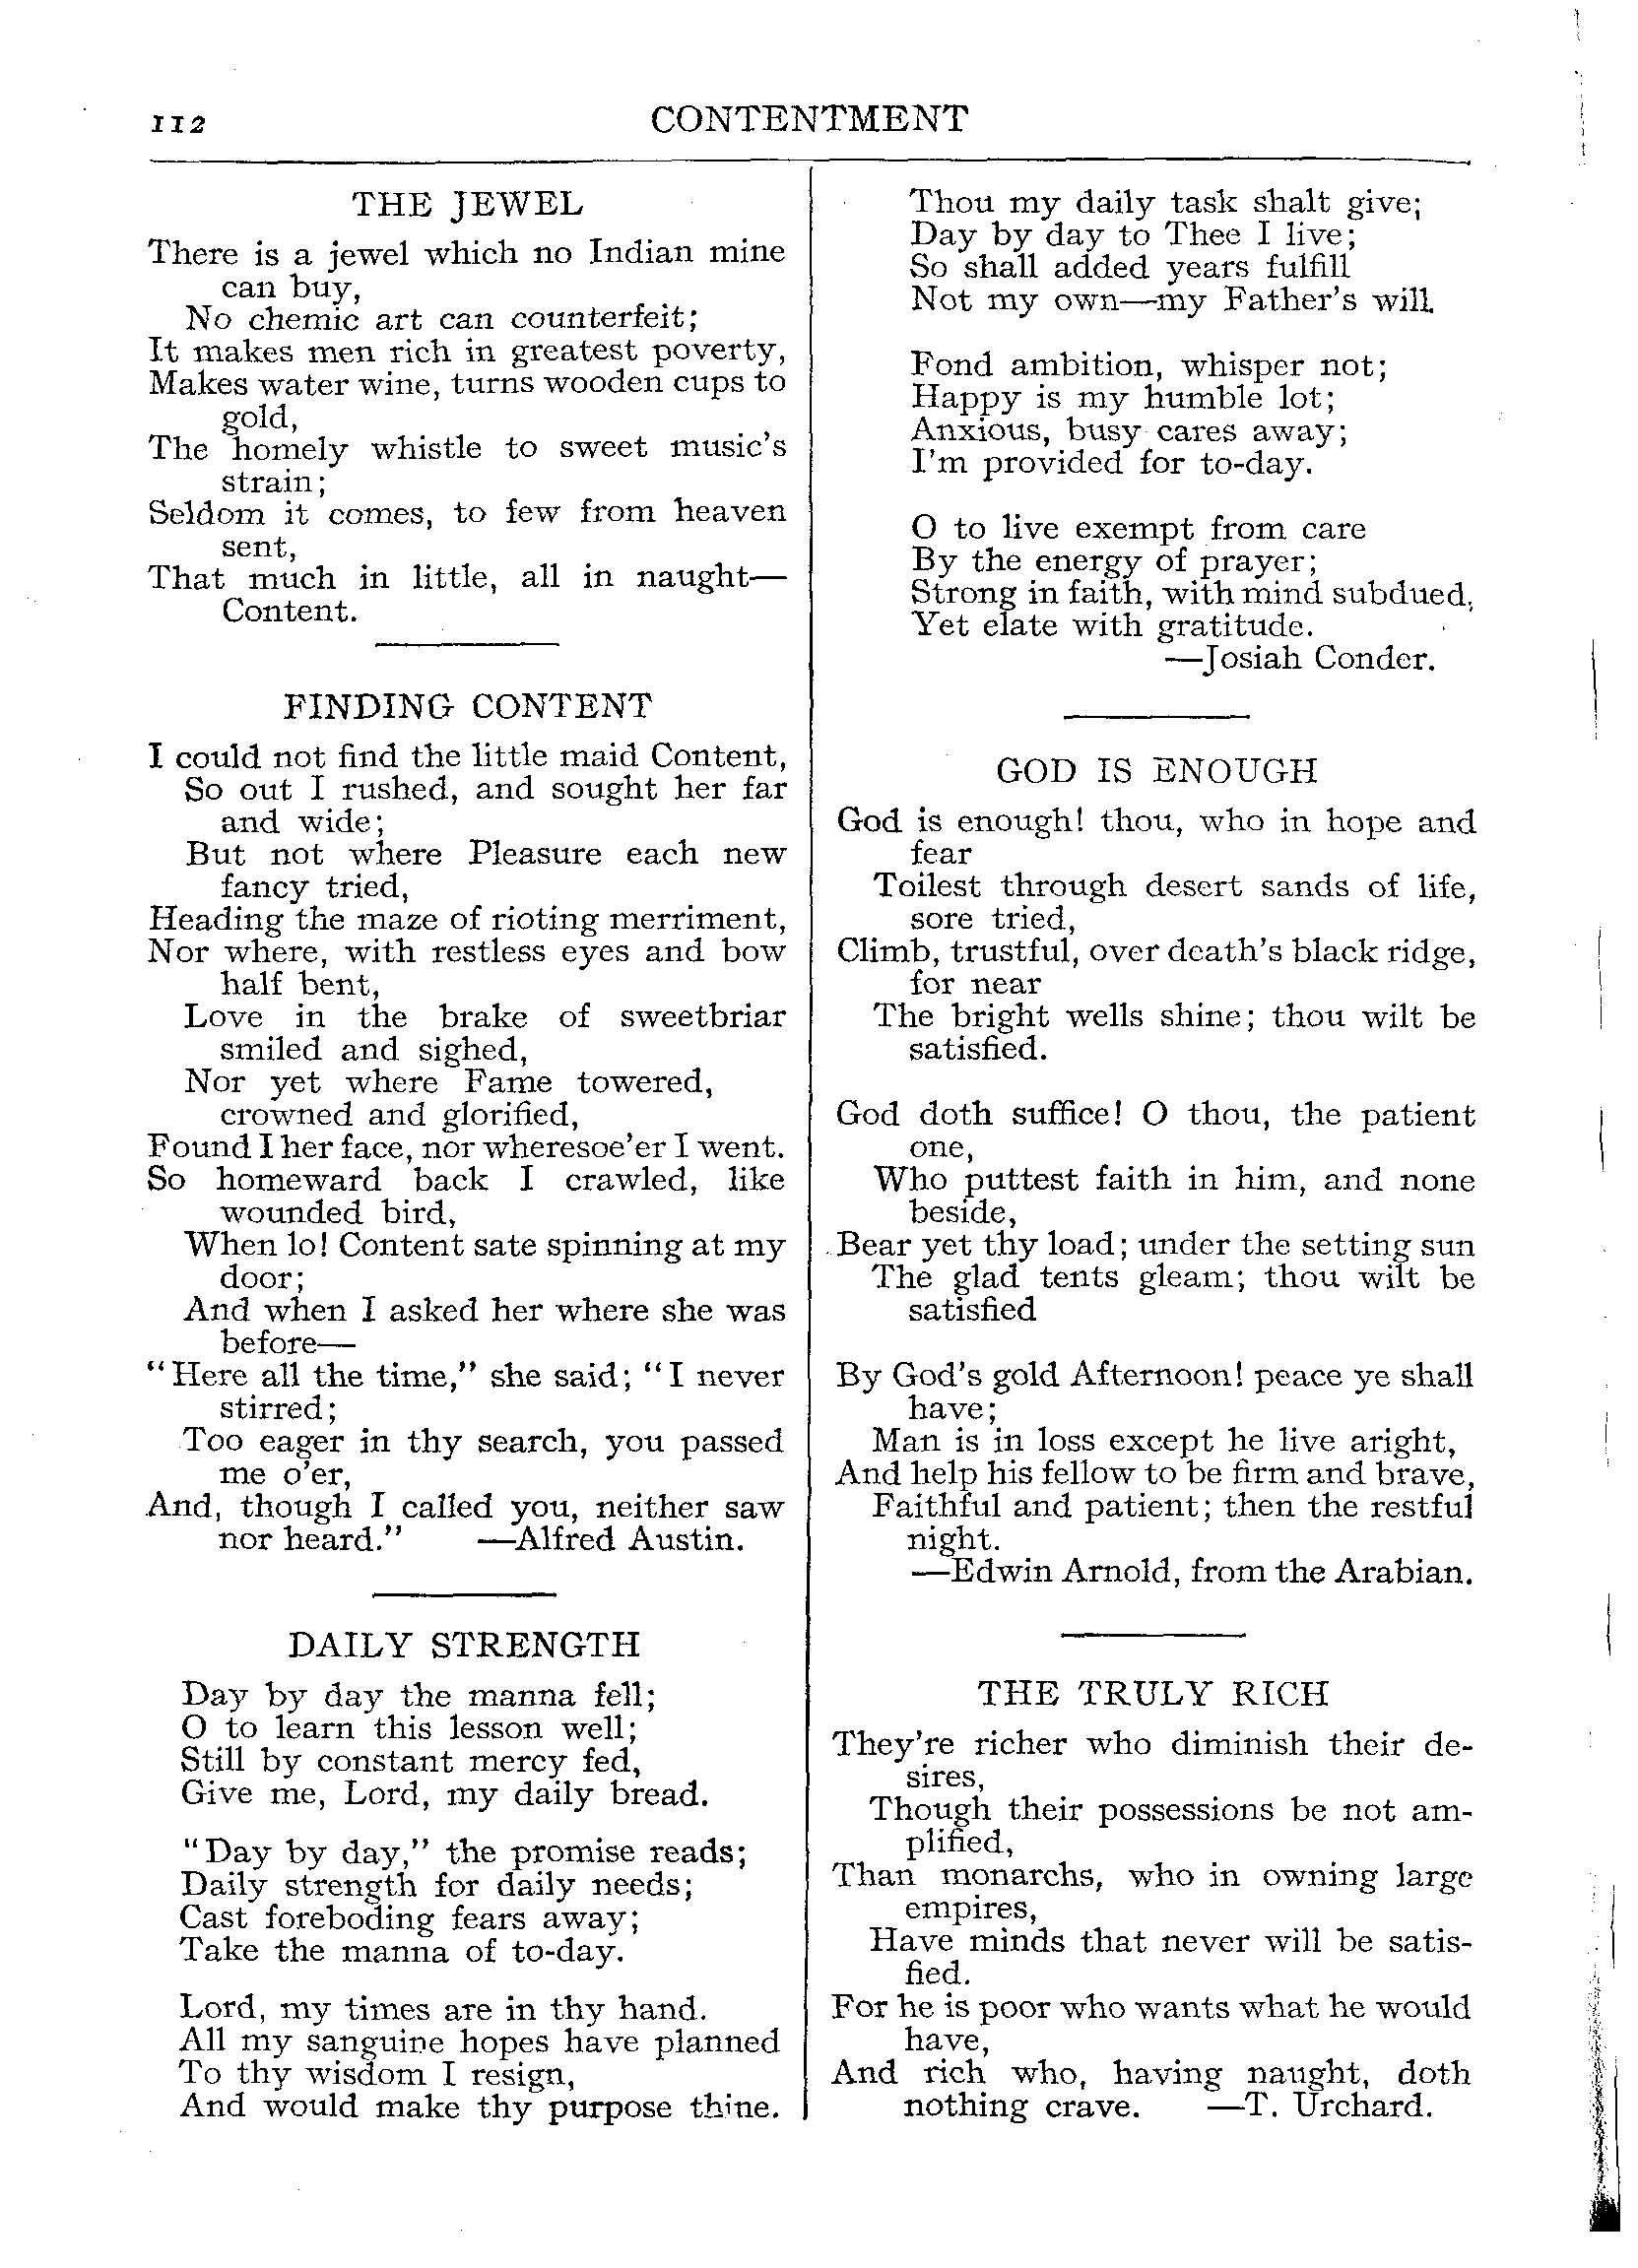 112
CONTENTMENT
THE JEWEL
There is a jewel which no Indian mine
can buy,
No chemic art can counterfeit;
It makes men rich in greatest poverty,
Makes water wine, turns wooden cups to
gold,
The homely whistle to sweet music's
strain;
Seldom it comes, to few from heaven
sent,
That much in little, all in naught—
Content.
FINDING CONTENT
I could not find the little maid Content,
So out I rushed, and sought her far
and wide;
But not where Pleasure each new
fancy tried,
Heading the maze of rioting merriment,
Nor where, with restless eyes and bow
half bent,
Love in the brake of sweetbriar
smiled and sighed,
Nor yet where Fame towered,
crowned and glorified,
Found I her face, nor wheresoe'er I went.
So homeward back I crawled, like
wounded bird,
When lo! Content sate spinning at my
door;
And when I asked her where she was
before—
"Here all the time," she said; "I never
stirred;
Too eager in thy search, you passed
me o'er,
And, though I called you, neither saw
nor heard." —Alfred Austin.
DAILY STRENGTH
Day by day the manna fell;
O to learn this lesson well;
Still by constant mercy fed,
Give me, Lord, my daily bread.
"Day by day," the promise reads;
Daily strength for daily needs;
Cast foreboding fears away;
Take the manna of to-day.
Lord, my times are in thy hand.
All my sanguine hopes have planned
To thy wisdom I resign,
And would make thy purpose thine.
Thou my daily task shalt give;
Day by day to Thee I live;
So shall added years fulfill
Not my own—my Father's will.
Fond ambition, whisper not;
Happy is my humble lot;
Anxious, busy cares away;
I'm provided for to-day.
O to live exempt from care
By the energy of prayer;
Strong in faith, with mind subdued,
Yet elate with gratitude.
—Josiah Conder.
GOD IS ENOUGH
God is enough! thou, who in hope and
fear
Toilest through desert sands of life,
sore tried,
Climb, trustful, over death's black ridge,
for near
The bright wells shine; thou wilt be
satisfied.
God doth suffice! O thou, the patient
one,
Who puttest faith in him, and none
beside,
Bear yet thy load; under the setting sun
The glad tents gleam; thou wilt be
satisfied
By God's gold Afternoon! peace ye shall
have;
Man is in loss except he live aright,
And help his fellow to be firm and brave,
Faithful and patient; then the restful
night.
—Edwin Arnold, from the Arabian.
THE TRULY RICH
They're richer who diminish their de-
sires,
Though their possessions be not am-
plified,
Than monarchs, who in owning large
empires,
Have minds that never will be satis-
fied.
For he is poor who wants what he would
have,
And rich who, having naught, doth
nothing crave. —T. Urchard.